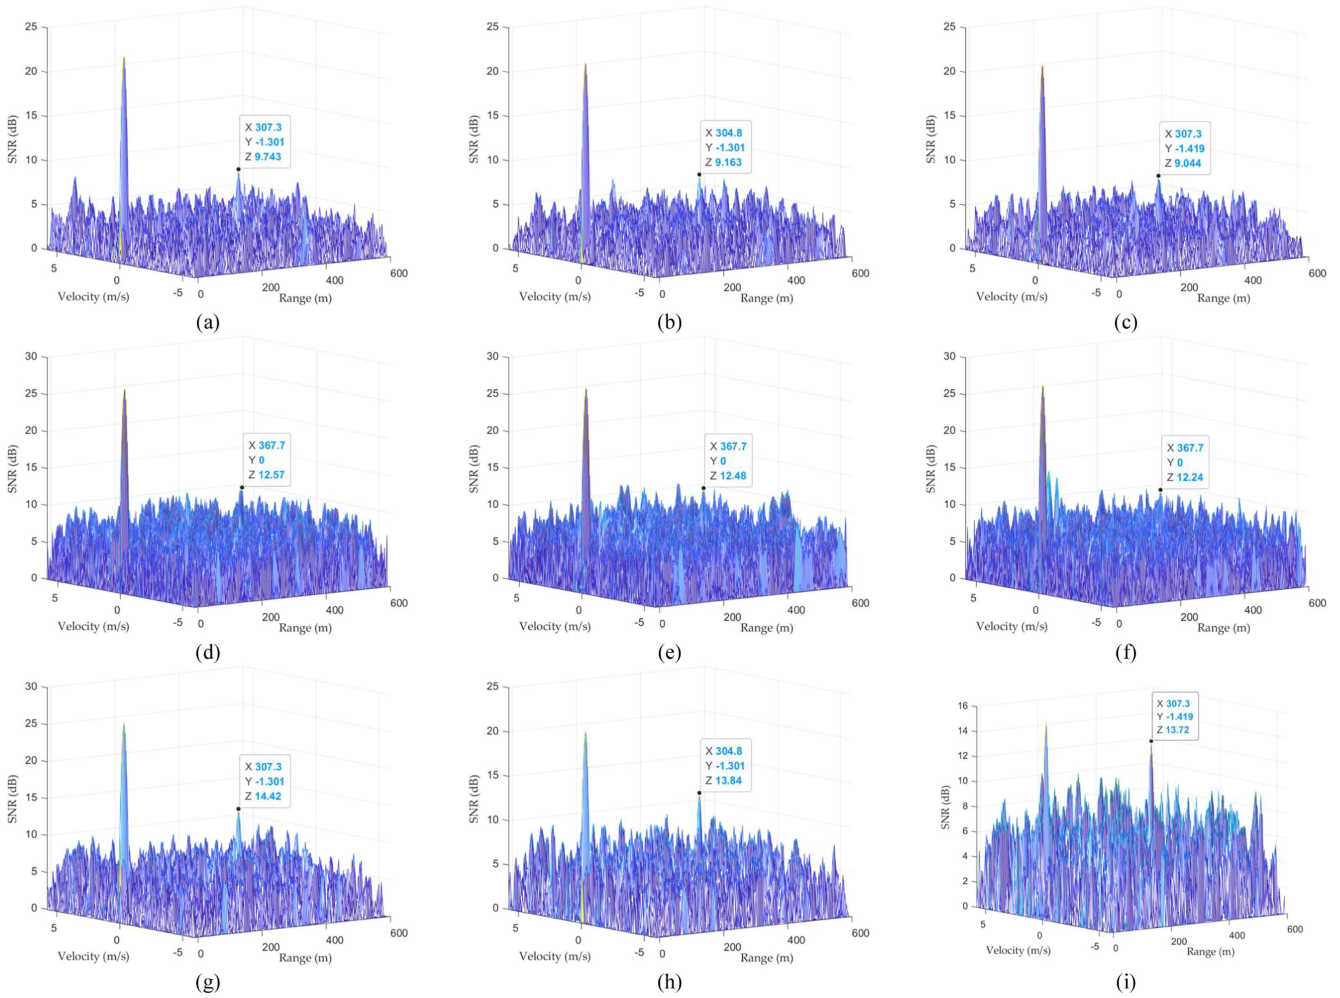 25
20
15
10
5
0
SNR (dB)
X 307.3
Y -1.301
Z 9.743
5
0
-5
Velocity (m/s)
0
200
400
600
Range (m)
(a)
25
20
15
10
5
0
SNR (dB)
X 304.8
Y -1.301
Z 9.163
5
0
-5
Velocity (m/s)
0
200
400
600
Range (m)
(b)
25
20
15
10
5
0
SNR (dB)
X 307.3
Y -1.419
Z 9.044
5
0
-5
Velocity (m/s)
0
200
400
600
Range (m)
(c)
30
25
20
15
10
5
0
SNR (dB)
X 367.7
Y 0
Z 12.57
5
0
-5
Velocity (m/s)
0
200
400
600
Range (m)
(d)
30
25
20
15
10
5
0
SNR (dB)
X 367.7
Y 0
Z 12.48
5
0
-5
Velocity (m/s)
0
200
400
600
Range (m)
(e)
30
25
20
15
10
5
0
SNR (dB)
X 367.7
Y 0
Z 12.24
5
0
-5
Velocity (m/s)
0
200
400
600
Range (m)
(f)
30
25
20
15
10
5
0
SNR (dB)
X 307.3
Y -1.301
Z 14.42
5
0
-5
Velocity (m/s)
0
200
400
600
Range (m)
(g)
25
20
15
10
5
0
SNR (dB)
X 304.8
Y -1.301
Z 13.84
5
0
-5
Velocity (m/s)
0
200
400
600
Range (m)
(h)
16
14
12
10
8
6
4
2
0
SNR (dB)
X 307.3
Y -1.419
Z 13.72
5
0
-5
Velocity (m/s)
0
200
400
600
Range (m)
(i)